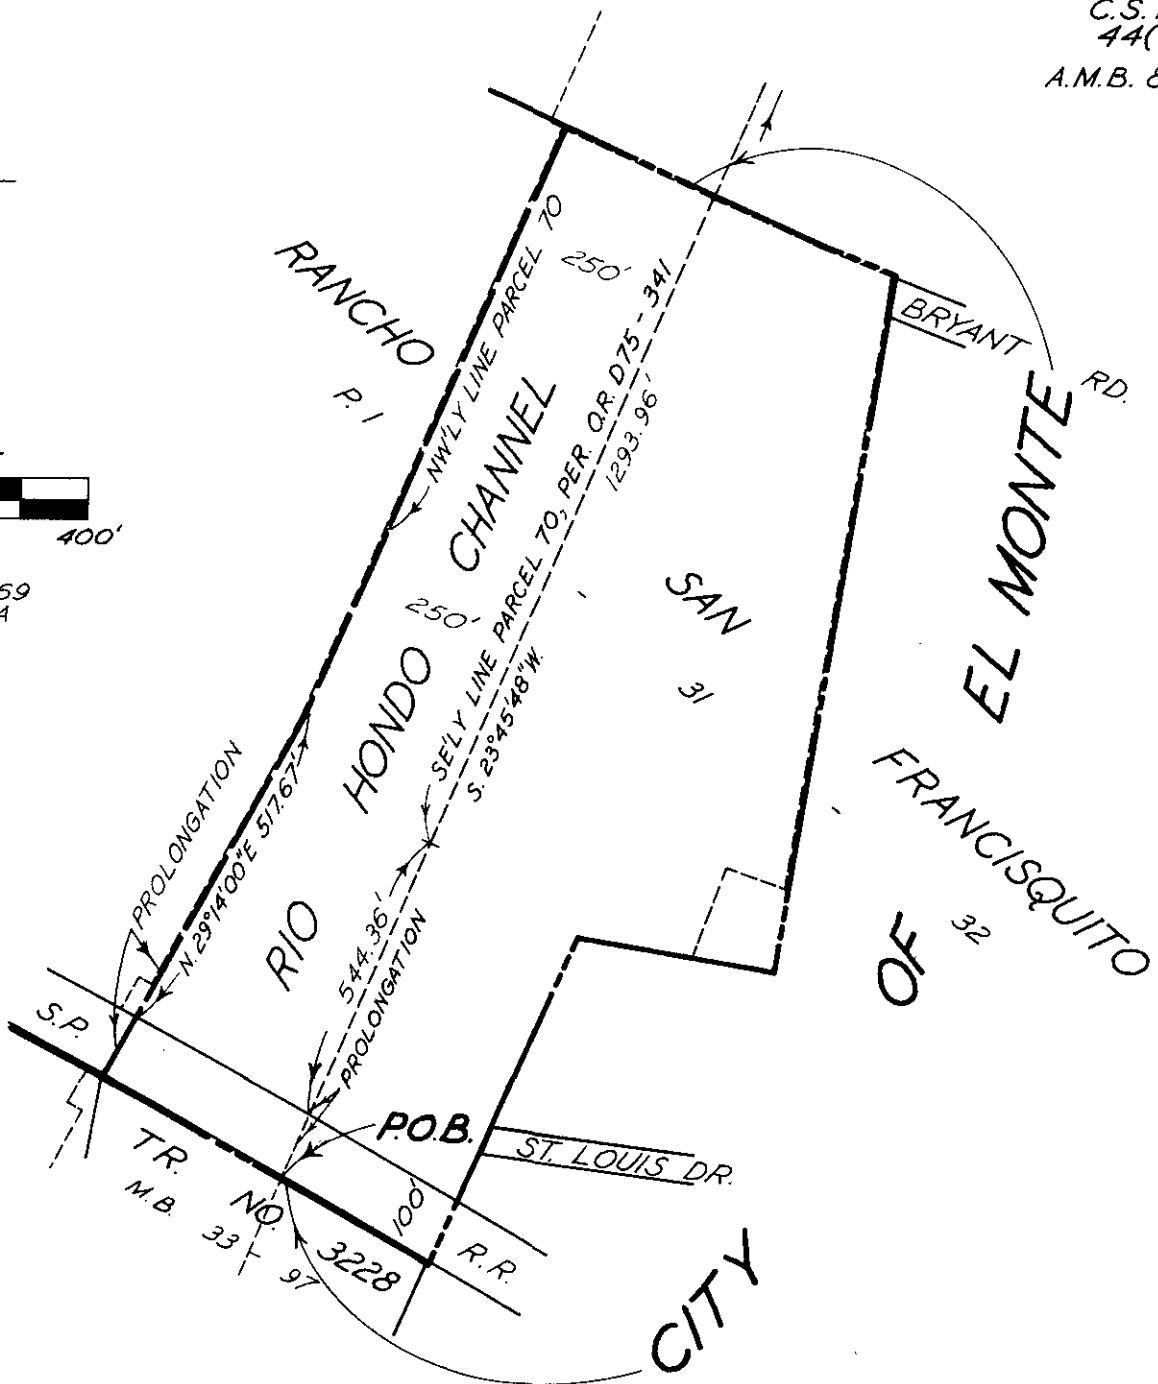 C.S.
44(
A.M.B. 8
RANCHO
P. 1
NW'LY LINE PARCEL 70
250'
SE'LY LINE PARCEL 70, PER. O.R. D75 - 341
1293.96'
S. 23°45'48"W.
BRYANT RD.
400'
59
A
RIO HONDO CHANNEL
250'
SAN
31
FRANCISQUITO
32
CITY OF EL MONTE
PROLONGATION
N. 29°14'00"E 517.67'
544.36'
PROLONGATION
S.P.
R.R.
100'
P.O.B.
ST. LOUIS DR.
TR. NO. 3228
M.B. 33 - 97